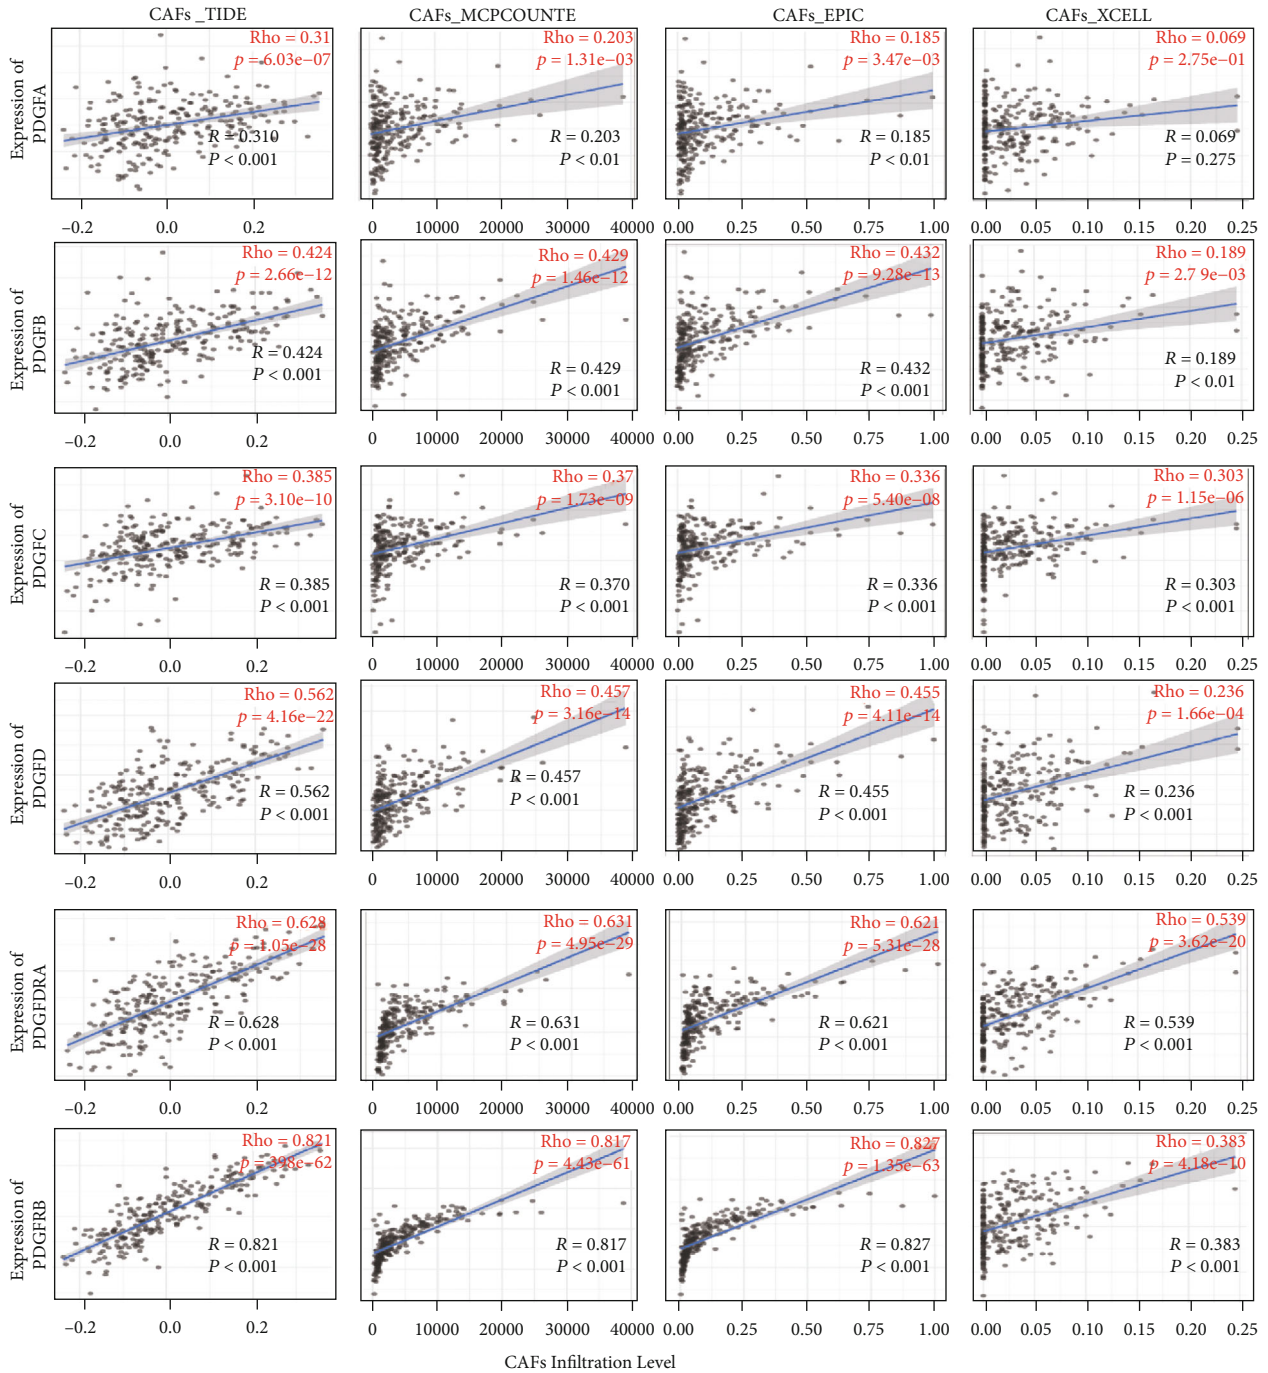 CAFs _TIDE
CAFs_MCPCOUNTE
CAFs_EPIC
CAFs_XCELL
Expression of
PDGFA
Rho = 0.31
p = 6.03e−07
R = 0.310
P < 0.001
Rho = 0.203
p = 1.31e−03
R = 0.203
P < 0.01
Rho = 0.185
p = 3.47e−03
R = 0.185
P < 0.01
Rho = 0.069
p = 2.75e−01
R = 0.069
P = 0.275
−0.2 0.0 0.2
0 10000 20000 30000 40000
0.00 0.25 0.50 0.75 1.00
0.00 0.05 0.10 0.15 0.20 0.25
Expression of
PDGFB
Rho = 0.424
p = 2.66e−12
R = 0.424
P < 0.001
Rho = 0.429
p = 1.46e−12
R = 0.429
P < 0.001
Rho = 0.432
p = 9.28e−13
R = 0.432
P < 0.001
Rho = 0.189
p = 2.7 9e−03
R = 0.189
P < 0.01
−0.2 0.0 0.2
0 10000 20000 30000 40000
0.00 0.25 0.50 0.75 1.00
0.00 0.05 0.10 0.15 0.20 0.25
Expression of
PDGFC
Rho = 0.385
p = 3.10e−10
R = 0.385
P < 0.001
Rho = 0.37
p = 1.73e−09
R = 0.370
P < 0.001
Rho = 0.336
p = 5.40e−08
R = 0.336
P < 0.001
Rho = 0.303
p = 1.15e−06
R = 0.303
P < 0.001
−0.2 0.0 0.2
0 10000 20000 30000 40000
0.00 0.25 0.50 0.75 1.00
0.00 0.05 0.10 0.15 0.20 0.25
Expression of
PDGFD
Rho = 0.562
p = 4.16e−22
R = 0.562
P < 0.001
Rho = 0.457
p = 3.16e−14
R = 0.457
P < 0.001
Rho = 0.455
p = 4.11e−14
R = 0.455
P < 0.001
Rho = 0.236
p = 1.66e−04
R = 0.236
P < 0.001
−0.2 0.0 0.2
0 10000 20000 30000 40000
0.00 0.25 0.50 0.75 1.00
0.00 0.05 0.10 0.15 0.20 0.25
Expression of
PDGFDRA
Rho = 0.628
p = 1.05e−28
R = 0.628
P < 0.001
Rho = 0.631
p = 4.95e−29
R = 0.631
P < 0.001
Rho = 0.621
p = 5.31e−28
R = 0.621
P < 0.001
Rho = 0.539
p = 3.62e−20
R = 0.539
P < 0.001
−0.2 0.0 0.2
0 10000 20000 30000 40000
0.00 0.25 0.50 0.75 1.00
0.00 0.05 0.10 0.15 0.20 0.25
Expression of
PDGFRB
Rho = 0.821
p = 398e−62
R = 0.821
P < 0.001
Rho = 0.817
p = 4.43e−61
R = 0.817
P < 0.001
Rho = 0.827
p = 1.35e−63
R = 0.827
P < 0.001
Rho = 0.383
p = 4.18e−10
R = 0.383
P < 0.001
−0.2 0.0 0.2
0 10000 20000 30000 40000
0.00 0.25 0.50 0.75 1.00
0.00 0.05 0.10 0.15 0.20 0.25
CAFs Infiltration Level